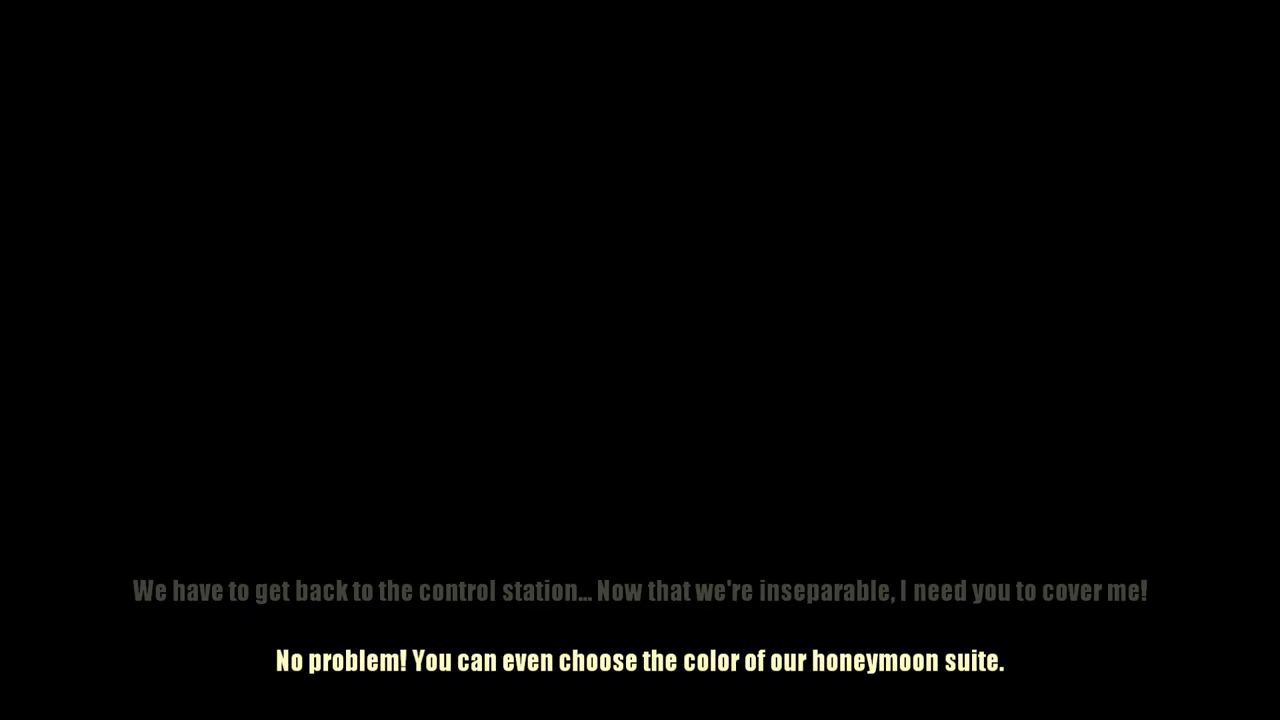 We have to get back to the control station... Now that we're inseparable, I need you to cover me!
No problem! You can even choose the color of our honeymoon suite.